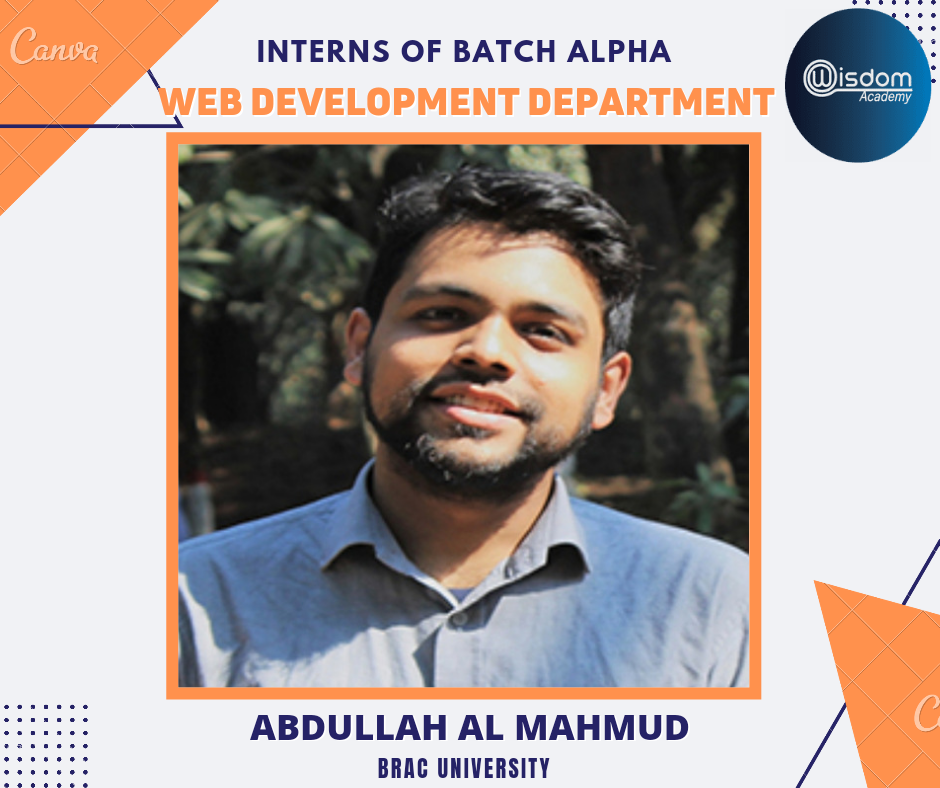 Canva
INTERNS OF BATCH ALPHA
WEB DEVELOPMENT DEPARTMENT
Wisdom
Academy
ABDULLAH AL MAHMUD
BRAC UNIVERSITY